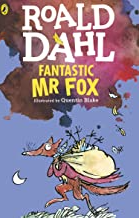 ROALD
DAHL
FANTASTIC
MR FOX
Illustrated by Quentin Blake